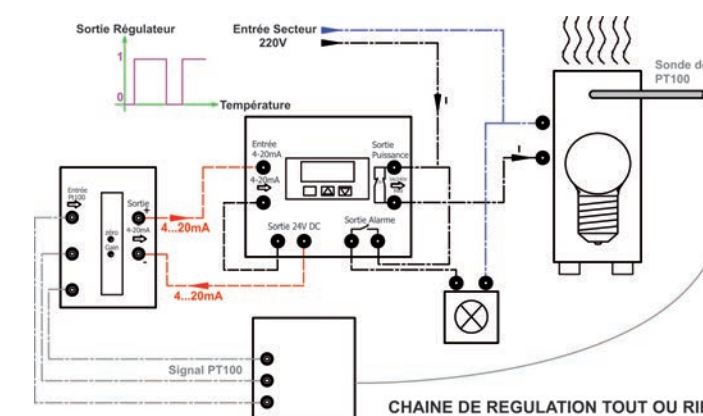 Sortie Régulateur
1
0
Température
Entrée Secteur
220V
I
Sonde de
PT100
Entrée
4-20mA
4-20mA
Sortie
Puissance
I
Entrée
Pt100
Sortie
+
4-20mA
-
zéro
Gain
4...20mA
4...20mA
Sortie 24V DC
Sortie Alarme
Signal PT100
CHAINE DE REGULATION TOUT OU RIE